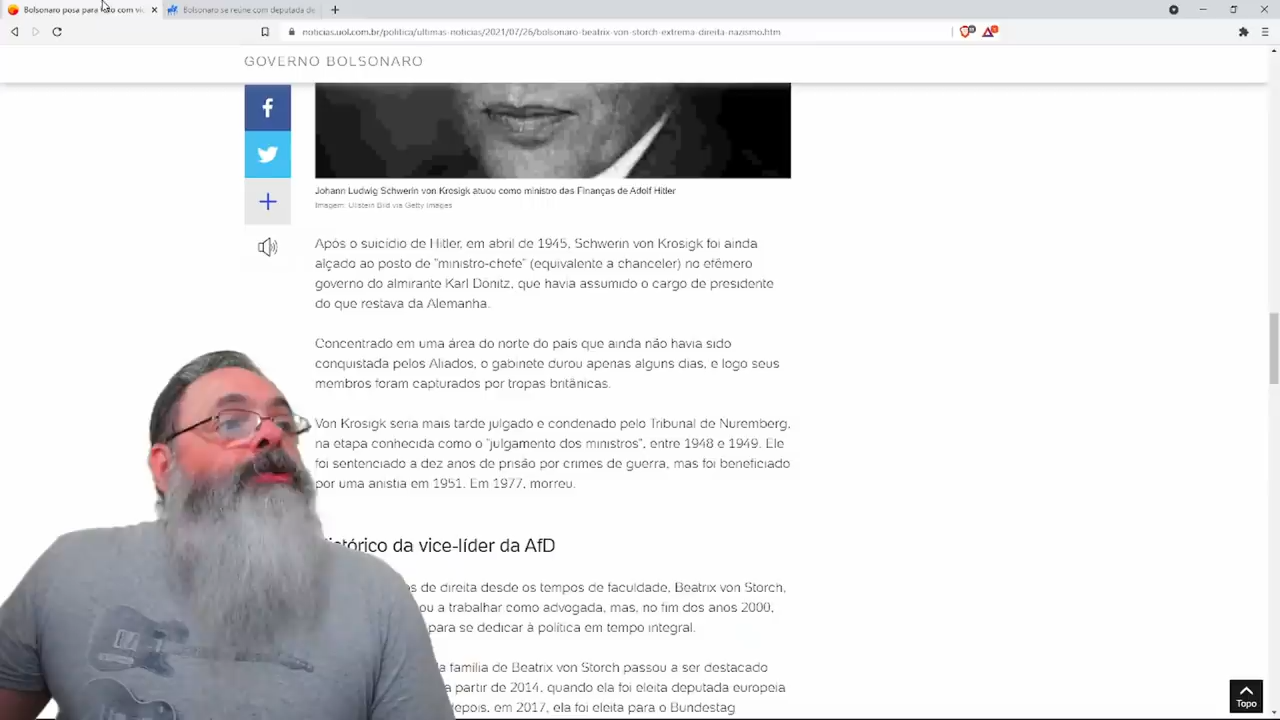 Bolsonaro posa para
Bolsonaro se reúne com deputada de
noticias.uol.com.br/politica/ultimas-noticias/2021/07/26/bolsonaro-beatrix-von-storch-extrema-direita-nazismo.htm
GOVERNO BOLSONARO
Johann Ludwig Schwerin von Krosigk atuou como ministro das Finanças de Adolf Hitler
Imagem: Ullstein Bild via Getty Images
Após o suicídio de Hitler, em abril de 1945, Schwerin von Krosigk foi ainda
alçado ao posto de "ministro-chefe" (equivalente a chanceler) no efêmero
governo do almirante Karl Dönitz, que havia assumido o cargo de presidente
do que restava da Alemanha.
Concentrado em uma área do norte do país que ainda não havia sido
conquistada pelos Aliados, o gabinete durou apenas alguns dias, e logo seus
membros foram capturados por tropas britânicas.
Von Krosigk seria mais tarde julgado e condenado pelo Tribunal de Nuremberg,
na etapa conhecida como o "julgamento dos ministros", entre 1948 e 1949. Ele
foi sentenciado a dez anos de prisão por crimes de guerra, mas foi beneficiado
por uma anistia em 1951. Em 1977, morreu.
istórico da vice-líder da AfD
s de direita desde os tempos de faculdade, Beatrix von Storch,
ou a trabalhar como advogada, mas, no fim dos anos 2000,
para se dedicar à política em tempo integral.
a família de Beatrix von Storch passou a ser destacado
a partir de 2014, quando ela foi eleita deputada europeia
depois, em 2017, ela foi eleita para o Bundestag
Topo